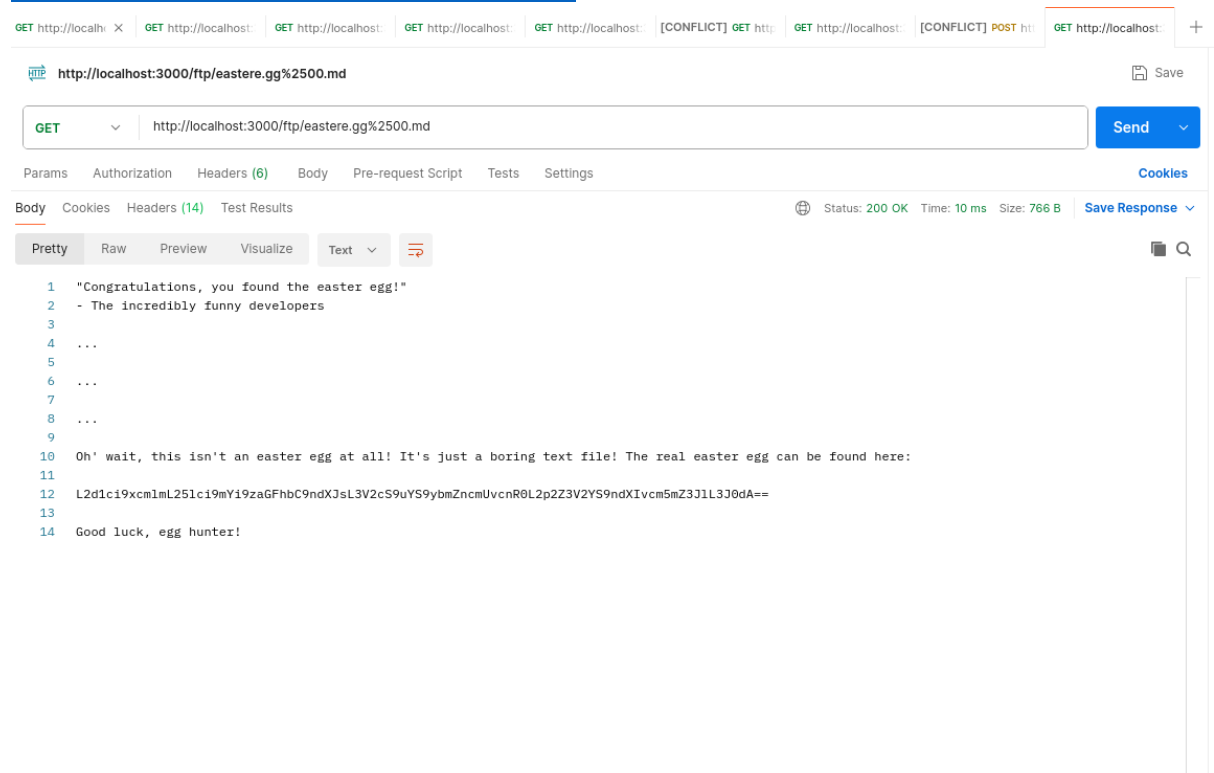 GET http://localh × GET http://localhost: GET http://localhost: GET http://localhost: GET http://localhost: [CONFLICT] GET http GET http://localhost: [CONFLICT] POST ht GET http://localhost: +
HTTP http://localhost:3000/ftp/eastere.gg%2500.md Save
GET http://localhost:3000/ftp/eastere.gg%2500.md Send
Params Authorization Headers (6) Body Pre-request Script Tests Settings Cookies
Body Cookies Headers (14) Test Results Status: 200 OK Time: 10 ms Size: 766 B Save Response
Pretty Raw Preview Visualize Text
1 "Congratulations, you found the easter egg!"
2 - The incredibly funny developers
3
4 ...
5
6 ...
7
8 ...
9
10 Oh' wait, this isn't an easter egg at all! It's just a boring text file! The real easter egg can be found here:
11
12 L2d1ci9xcmlmL25lci9mYi9zaGFhbC9ndXJsL3V2cS9uYS9ybmZncmUvcnR0L2p2Z3V2YS9ndXIvcm5mZ3JlL3J0dA==
13
14 Good luck, egg hunter!